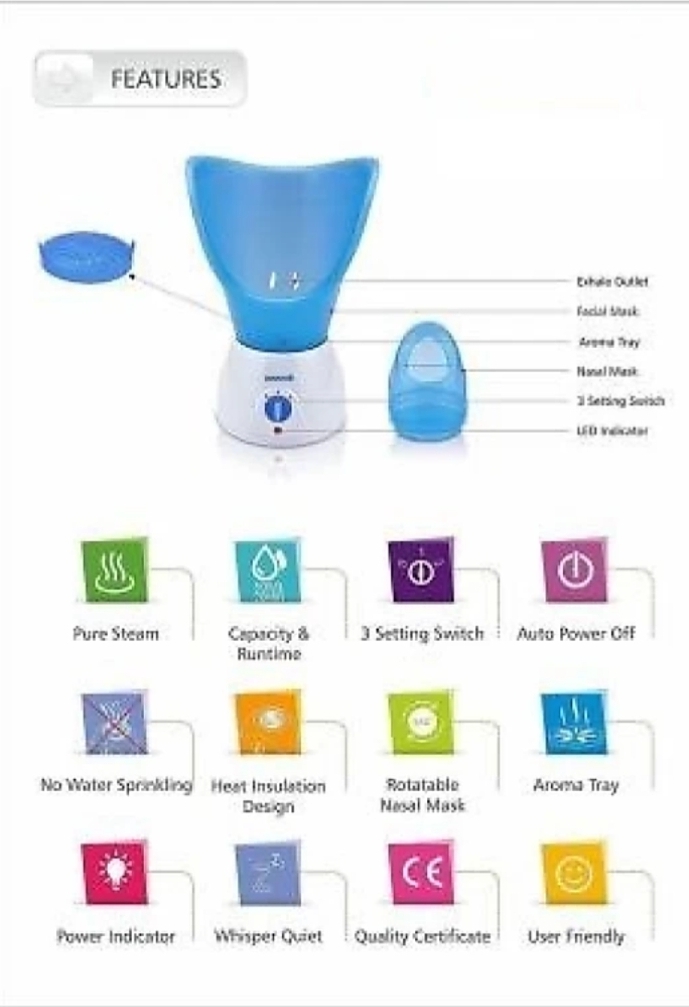 FEATURES
Exhale Outlet
Facial Mask
Aroma Tray
Nasal Mask
3 Setting Switch
LED Indicator
Pure Steam
Capacity &
Runtime
3 Setting Switch
Auto Power Off
No Water Sprinkling
Heat Insulation
Design
Rotatable
Nasal Mask
Aroma Tray
Power Indicator
Whisper Quiet
CE
Quality Certificate
User Friendly